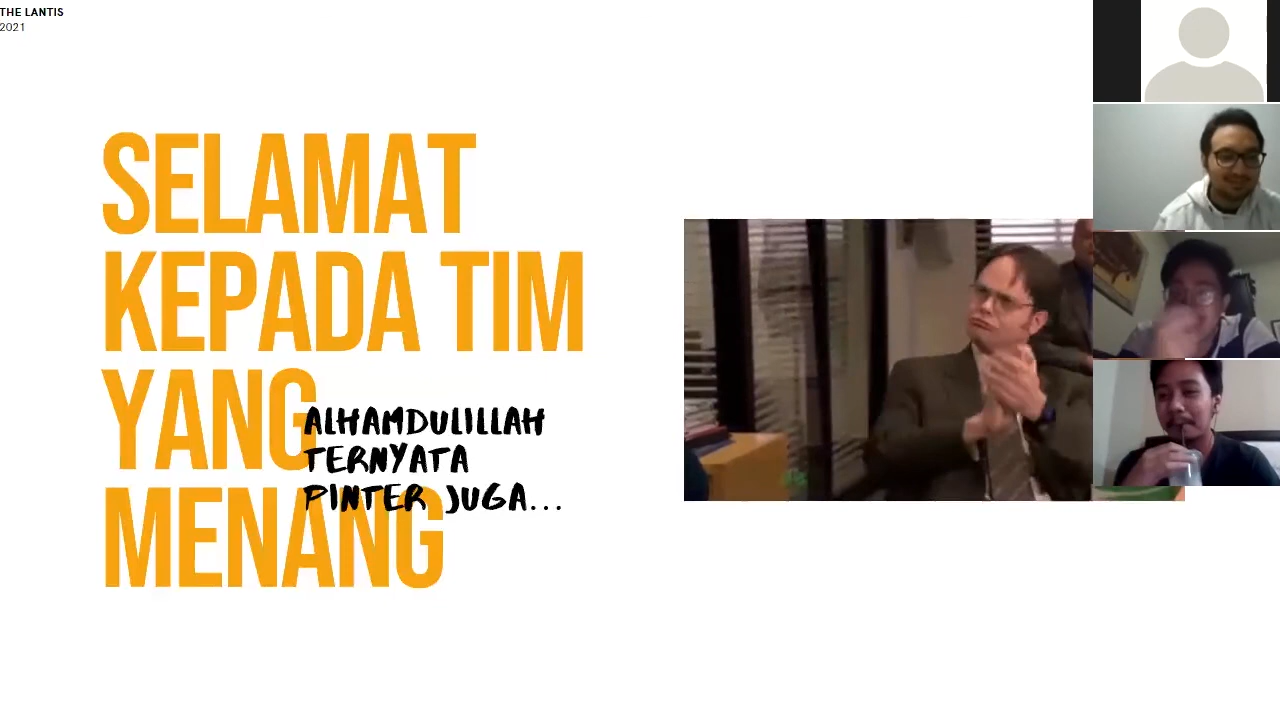 THE LANTIS
2021
SELAMAT
KEPADA TIM
YANG
MENANG
ALHAMDULILLAH
TERNYATA
PINTER JUGA...